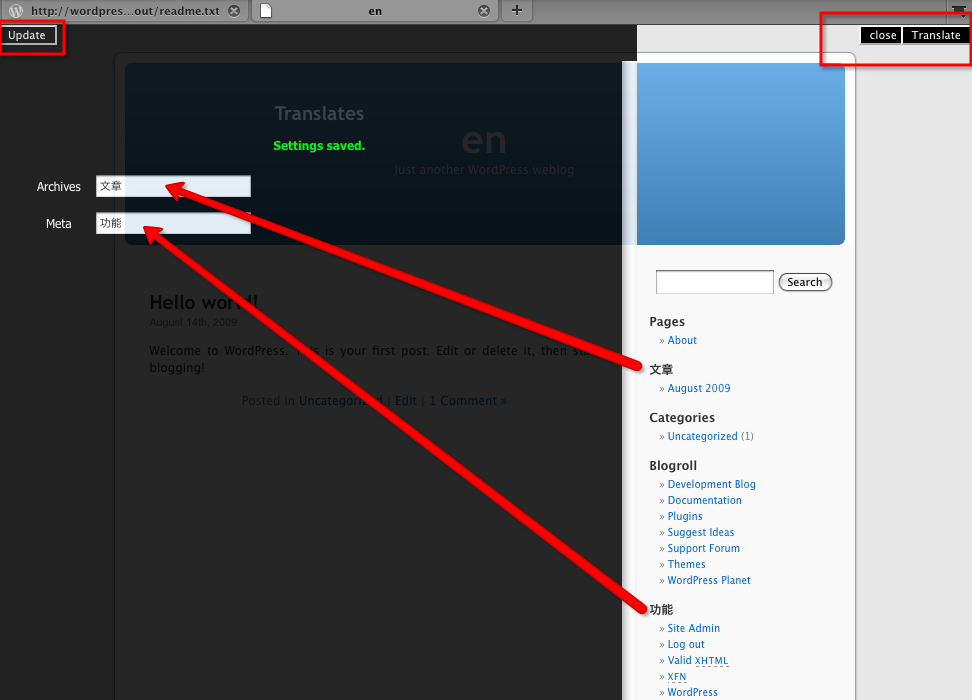 http://wordpres...out/readme.txt
en
Update
close
Translate
Translates
Settings saved.
en
Just another WordPress weblog
Archives
文章
Meta
功能
Hello world!
August 14th, 2009
Welcome to WordPress. This is your first post. Edit or delete it, then
blogging!
Posted in Uncategorized | Edit | 1 Comment »
Search
Pages
» About
文章
» August 2009
Categories
» Uncategorized (1)
Blogroll
» Development Blog
» Documentation
» Plugins
» Suggest Ideas
» Support Forum
» Themes
» WordPress Planet
功能
» Site Admin
» Log out
» Valid XHTML
» XFN
» WordPress